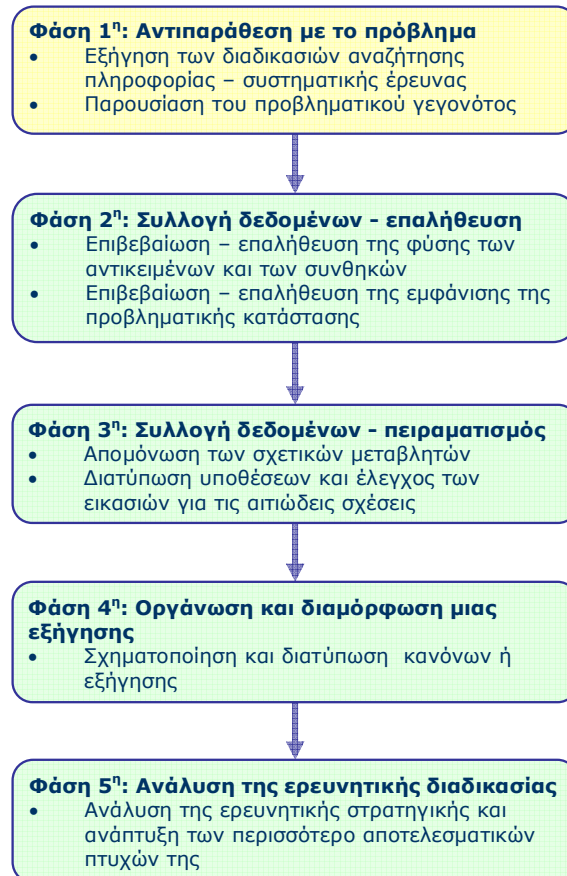 Φάση 1η: Αντιπαράθεση με το πρόβλημα
• Εξήγηση των διαδικασιών αναζήτησης
πληροφορίας – συστηματικής έρευνας
• Παρουσίαση του προβληματικού γεγονότος
Φάση 2η: Συλλογή δεδομένων - επαλήθευση
• Επιβεβαίωση – επαλήθευση της φύσης των
αντικειμένων και των συνθηκών
• Επιβεβαίωση – επαλήθευση της εμφάνισης της
προβληματικής κατάστασης
Φάση 3η: Συλλογή δεδομένων - πειραματισμός
• Απομόνωση των σχετικών μεταβλητών
• Διατύπωση υποθέσεων και έλεγχος των
εικασιών για τις αιτιώδεις σχέσεις
Φάση 4η: Οργάνωση και διαμόρφωση μιας
εξήγησης
• Σχηματοποίηση και διατύπωση κανόνων ή
εξήγησης
Φάση 5η: Ανάλυση της ερευνητικής διαδικασίας
• Ανάλυση της ερευνητικής στρατηγικής και
ανάπτυξη των περισσότερο αποτελεσματικών
πτυχών της